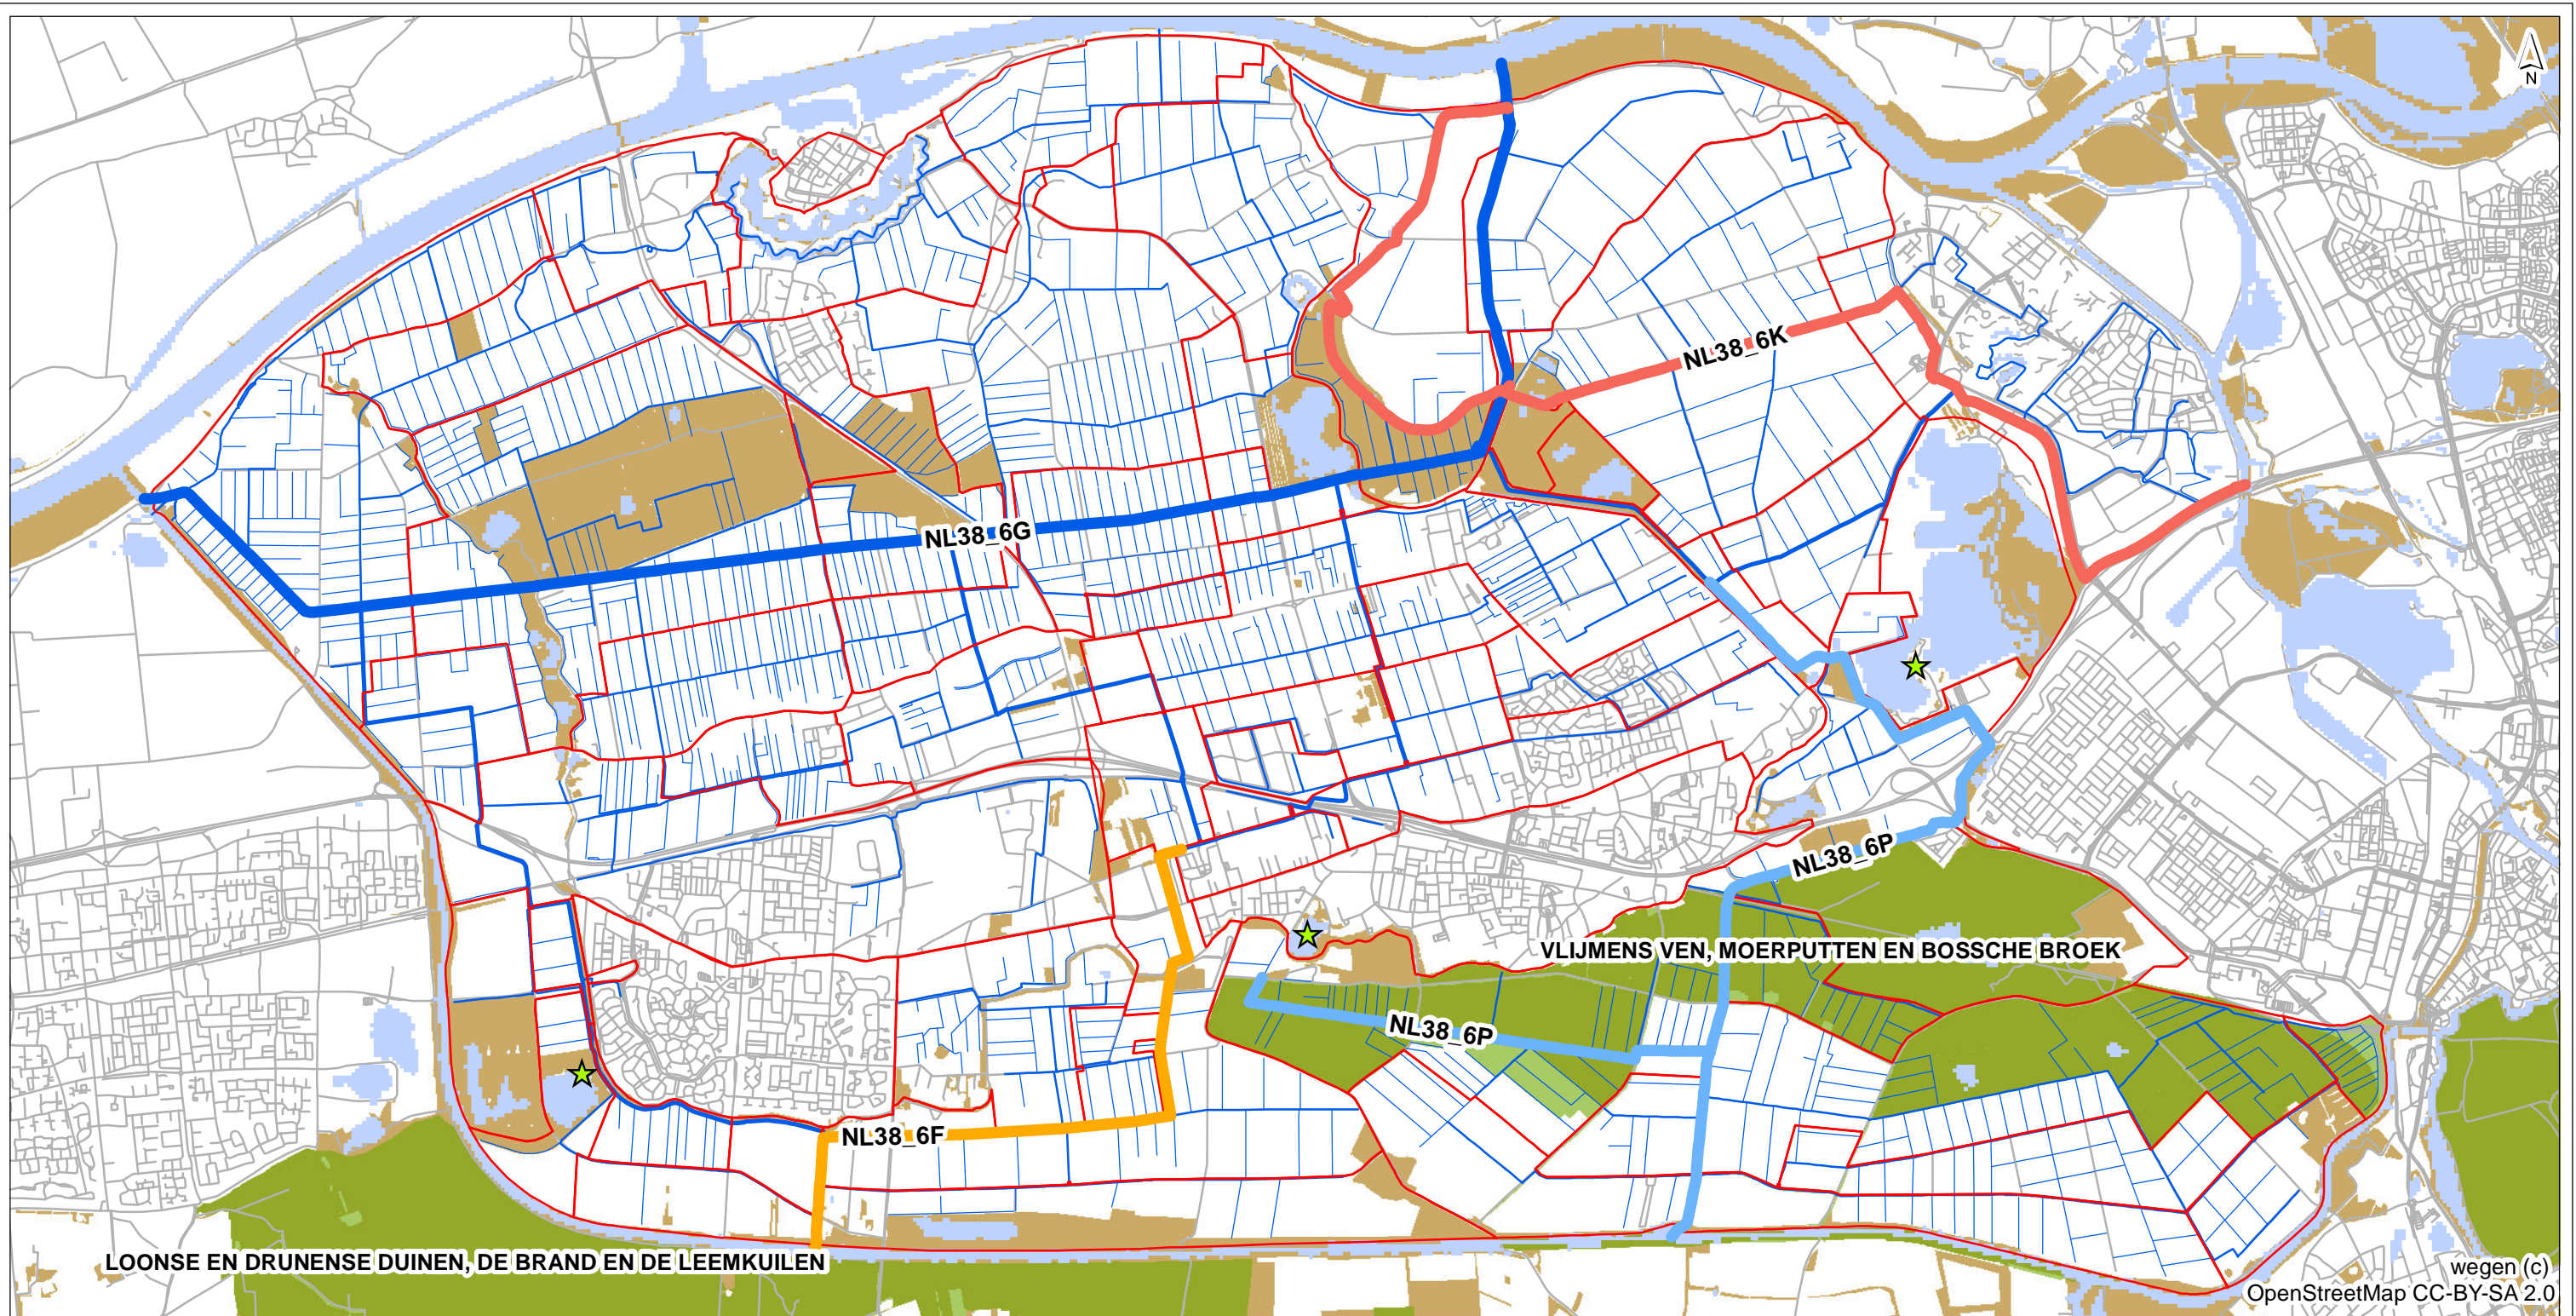 N
NL38_6K
NL38_6G
NL38_6P
VLIJMENS VEN, MOERPUTTEN EN BOSSCHE BROEK
NL38_6P
NL38_6F
LOONSE EN DRUNENSE DUINEN, DE BRAND EN DE LEEMKUILEN
wegen (c)
OpenStreetMap CC-BY-SA 2.0